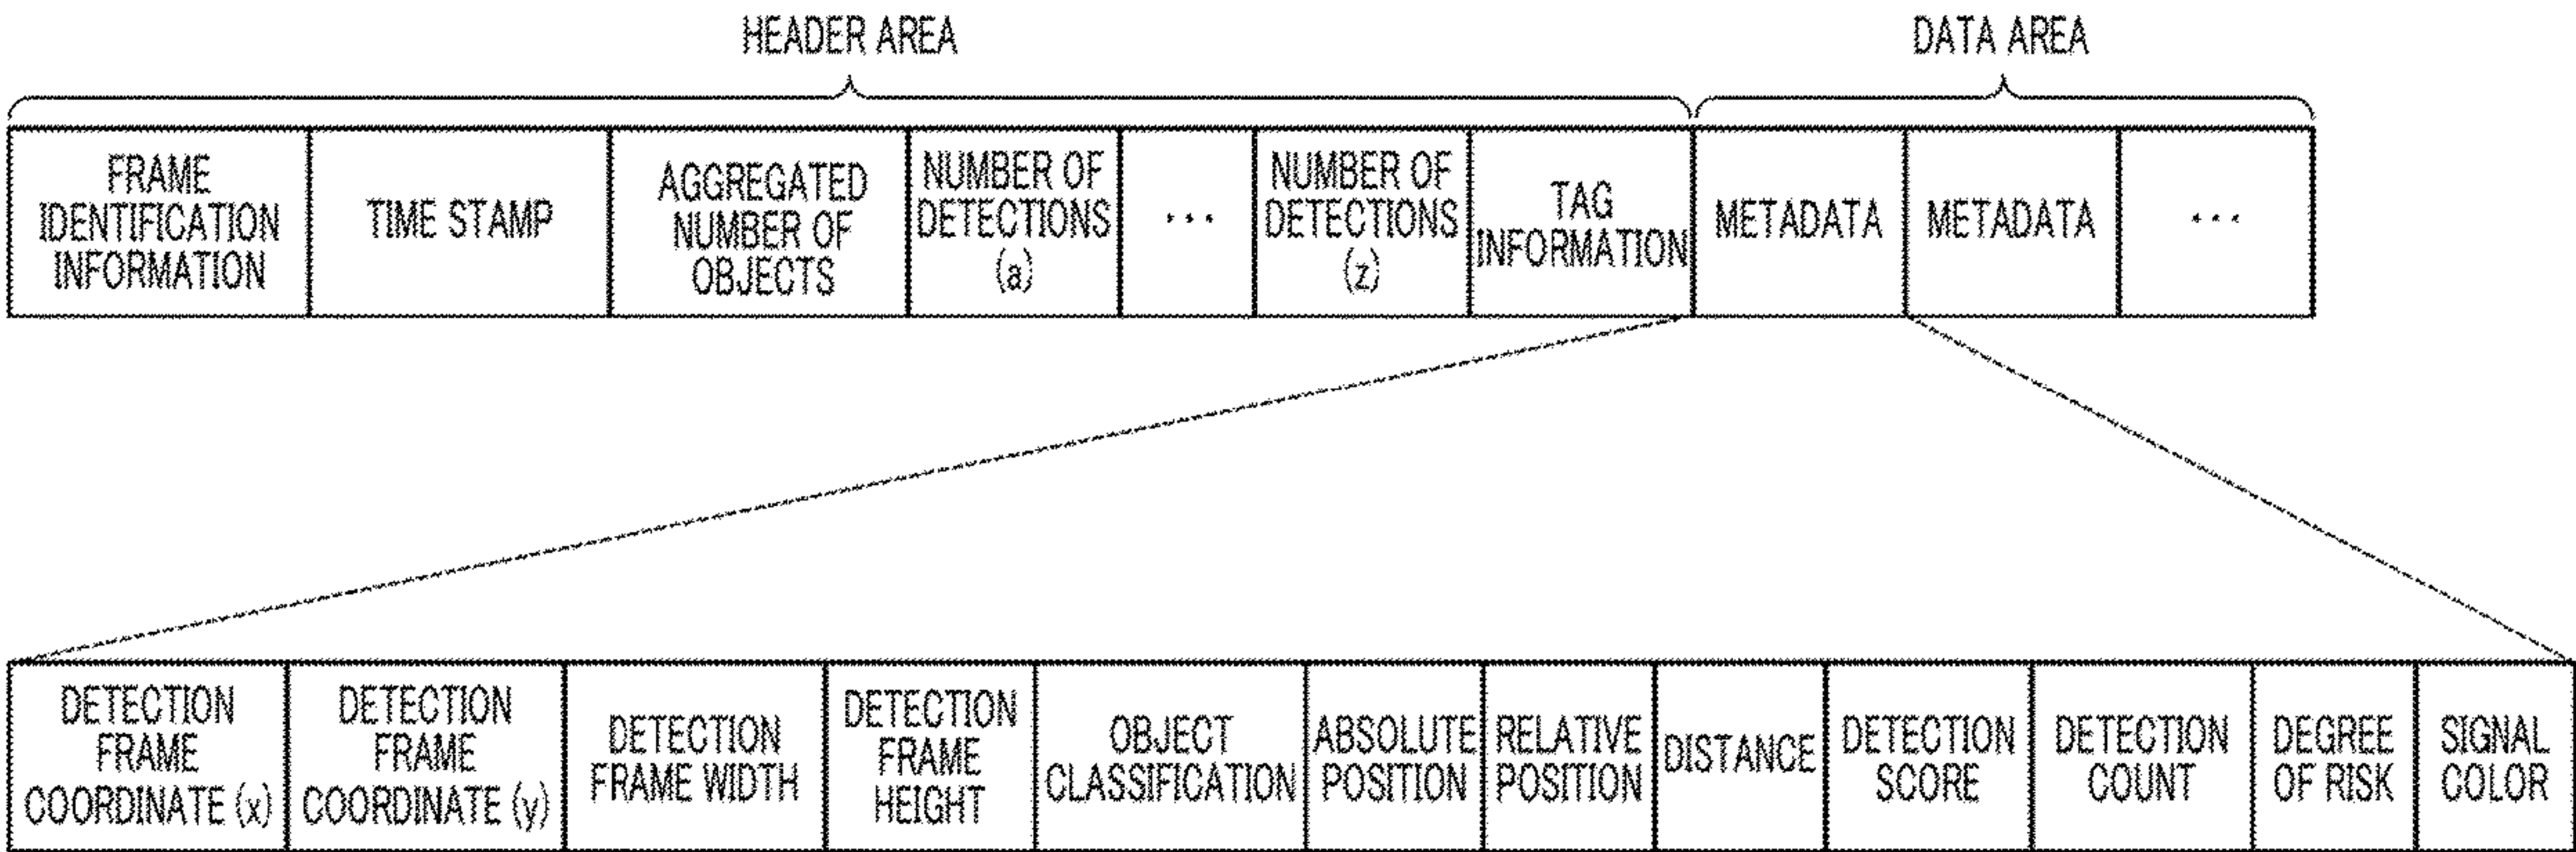 HEADER AREA
DATA AREA
FRAME
IDENTIFICATION
INFORMATION
TIME STAMP
AGGREGATED
NUMBER OF
OBJECTS
NUMBER OF
DETECTIONS
(a)
...
NUMBER OF
DETECTIONS
(z)
TAG
INFORMATION
METADATA
METADATA
...
DETECTION
FRAME
COORDINATE (x)
DETECTION
FRAME
COORDINATE (y)
DETECTION
FRAME WIDTH
DETECTION
FRAME
HEIGHT
OBJECT
CLASSIFICATION
ABSOLUTE
POSITION
RELATIVE
POSITION
DISTANCE
DETECTION
SCORE
DETECTION
COUNT
DEGREE
OF RISK
SIGNAL
COLOR